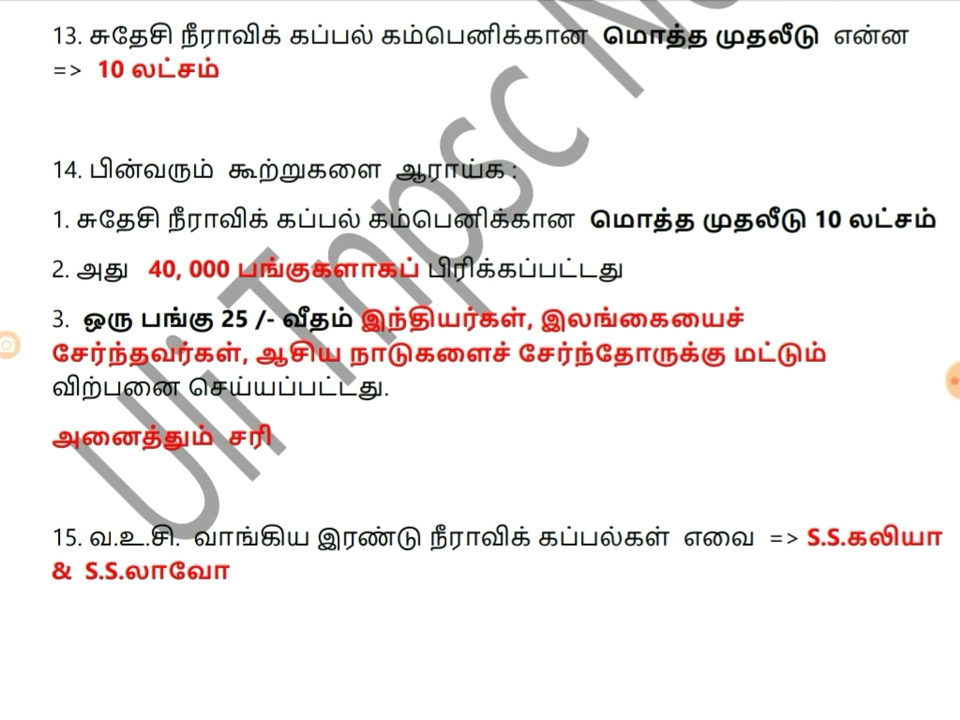 13. சுதேசி நீராவிக் கப்பல் கம்பெனிக்கான மொத்த முதலீடு என்ன
=> 10 லட்சம்
14. பின்வரும் கூற்றுகளை ஆராய்க :
1. சுதேசி நீராவிக் கப்பல் கம்பெனிக்கான மொத்த முதலீடு 10 லட்சம்
2. அது 40, 000 பங்குகளாகப் பிரிக்கப்பட்டது
3. ஒரு பங்கு 25 /- வீதம் இந்தியர்கள், இலங்கையைச்
சேர்ந்தவர்கள், ஆசிய நாடுகளைச் சேர்ந்தோருக்கு மட்டும்
விற்பனை செய்யப்பட்டது.
அனைத்தும் சரி
15. வ.உ.சி. வாங்கிய இரண்டு நீராவிக் கப்பல்கள் எவை => S.S.கலியா
& S.S.லாவோ